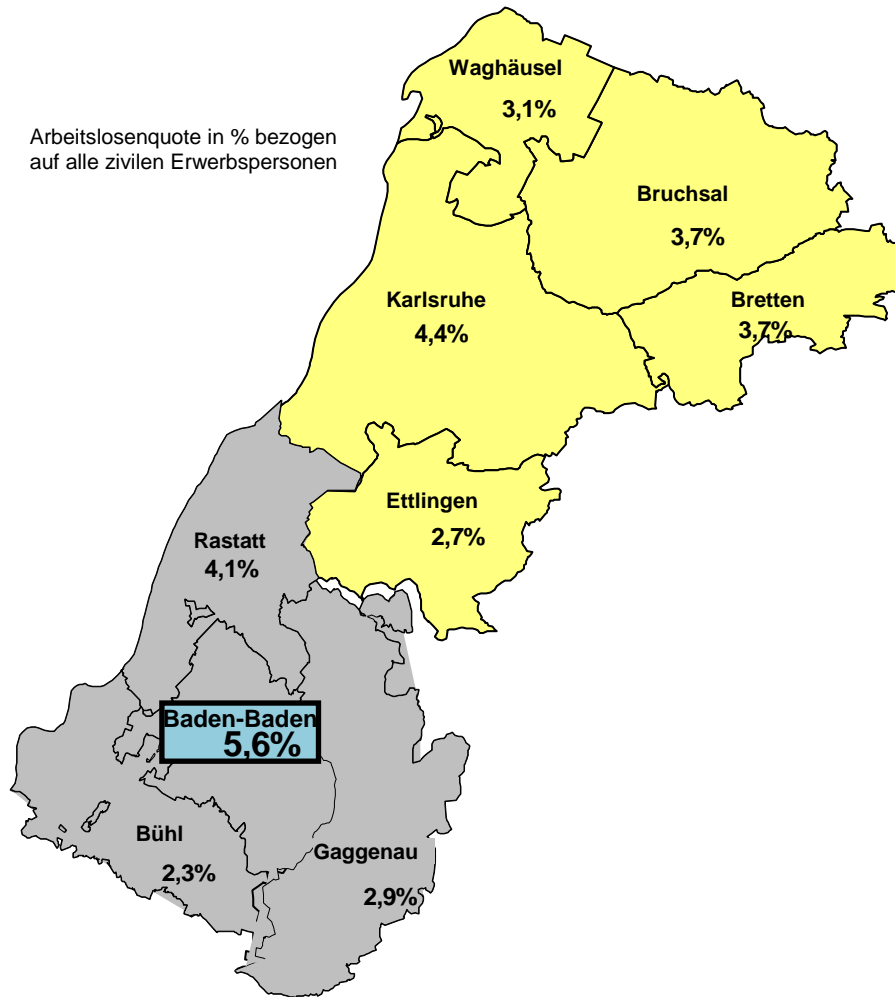 Waghäusel
3,1%
Arbeitslosenquote in % bezogen
auf alle zivilen Erwerbspersonen
Bruchsal
3,7%
Karlsruhe
4,4%
Bretten
3,7%
Ettlingen
2,7%
Rastatt
4,1%
Baden-Baden
5,6%
Bühl
2,3%
Gaggenau
2,9%